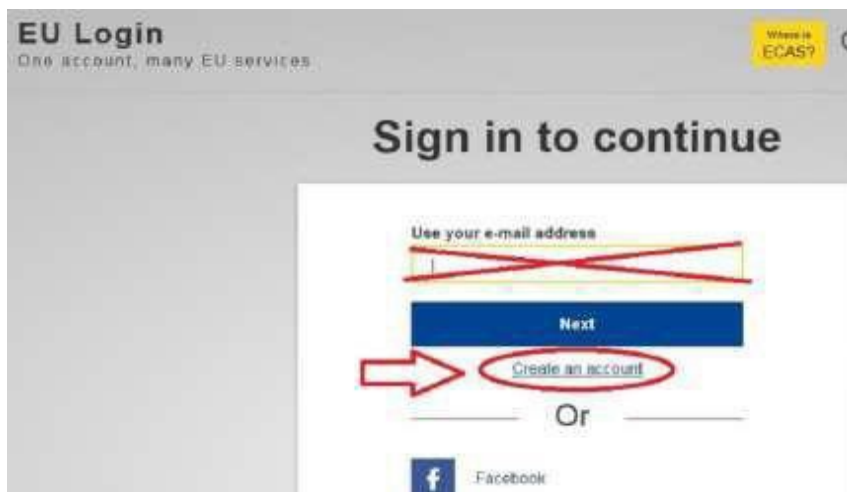 EU Login
One account, many EU services
Where is
ECAS?
Sign in to continue
Use your e-mail address
Next
Create an account
Or
f
Facebook